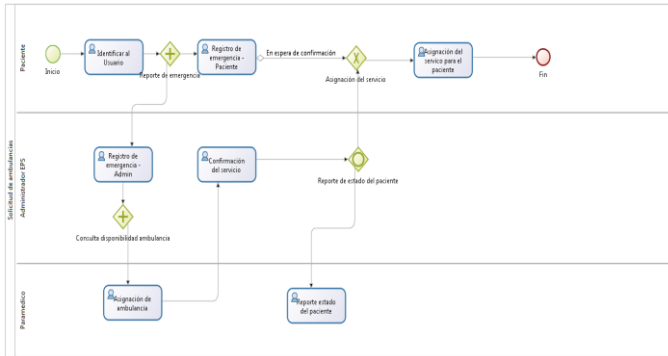 Solicitud de ambulancias
Paciente
Inicio
Identificar al
Usuario
Reporte de emergencia
Registro de
emergencia -
Paciente
En espera de confirmación
Asignación del servicio
Asignación del
servico para el
paciente
Fin
Administrador EPS
Registro de
emergencia -
Admin
Consulta disponibilidad ambulancia
Confirmación
del servicio
Reporte de estado del paciente
Paramedico
Asignación de
ambulancia
Reporte estado
del paciente